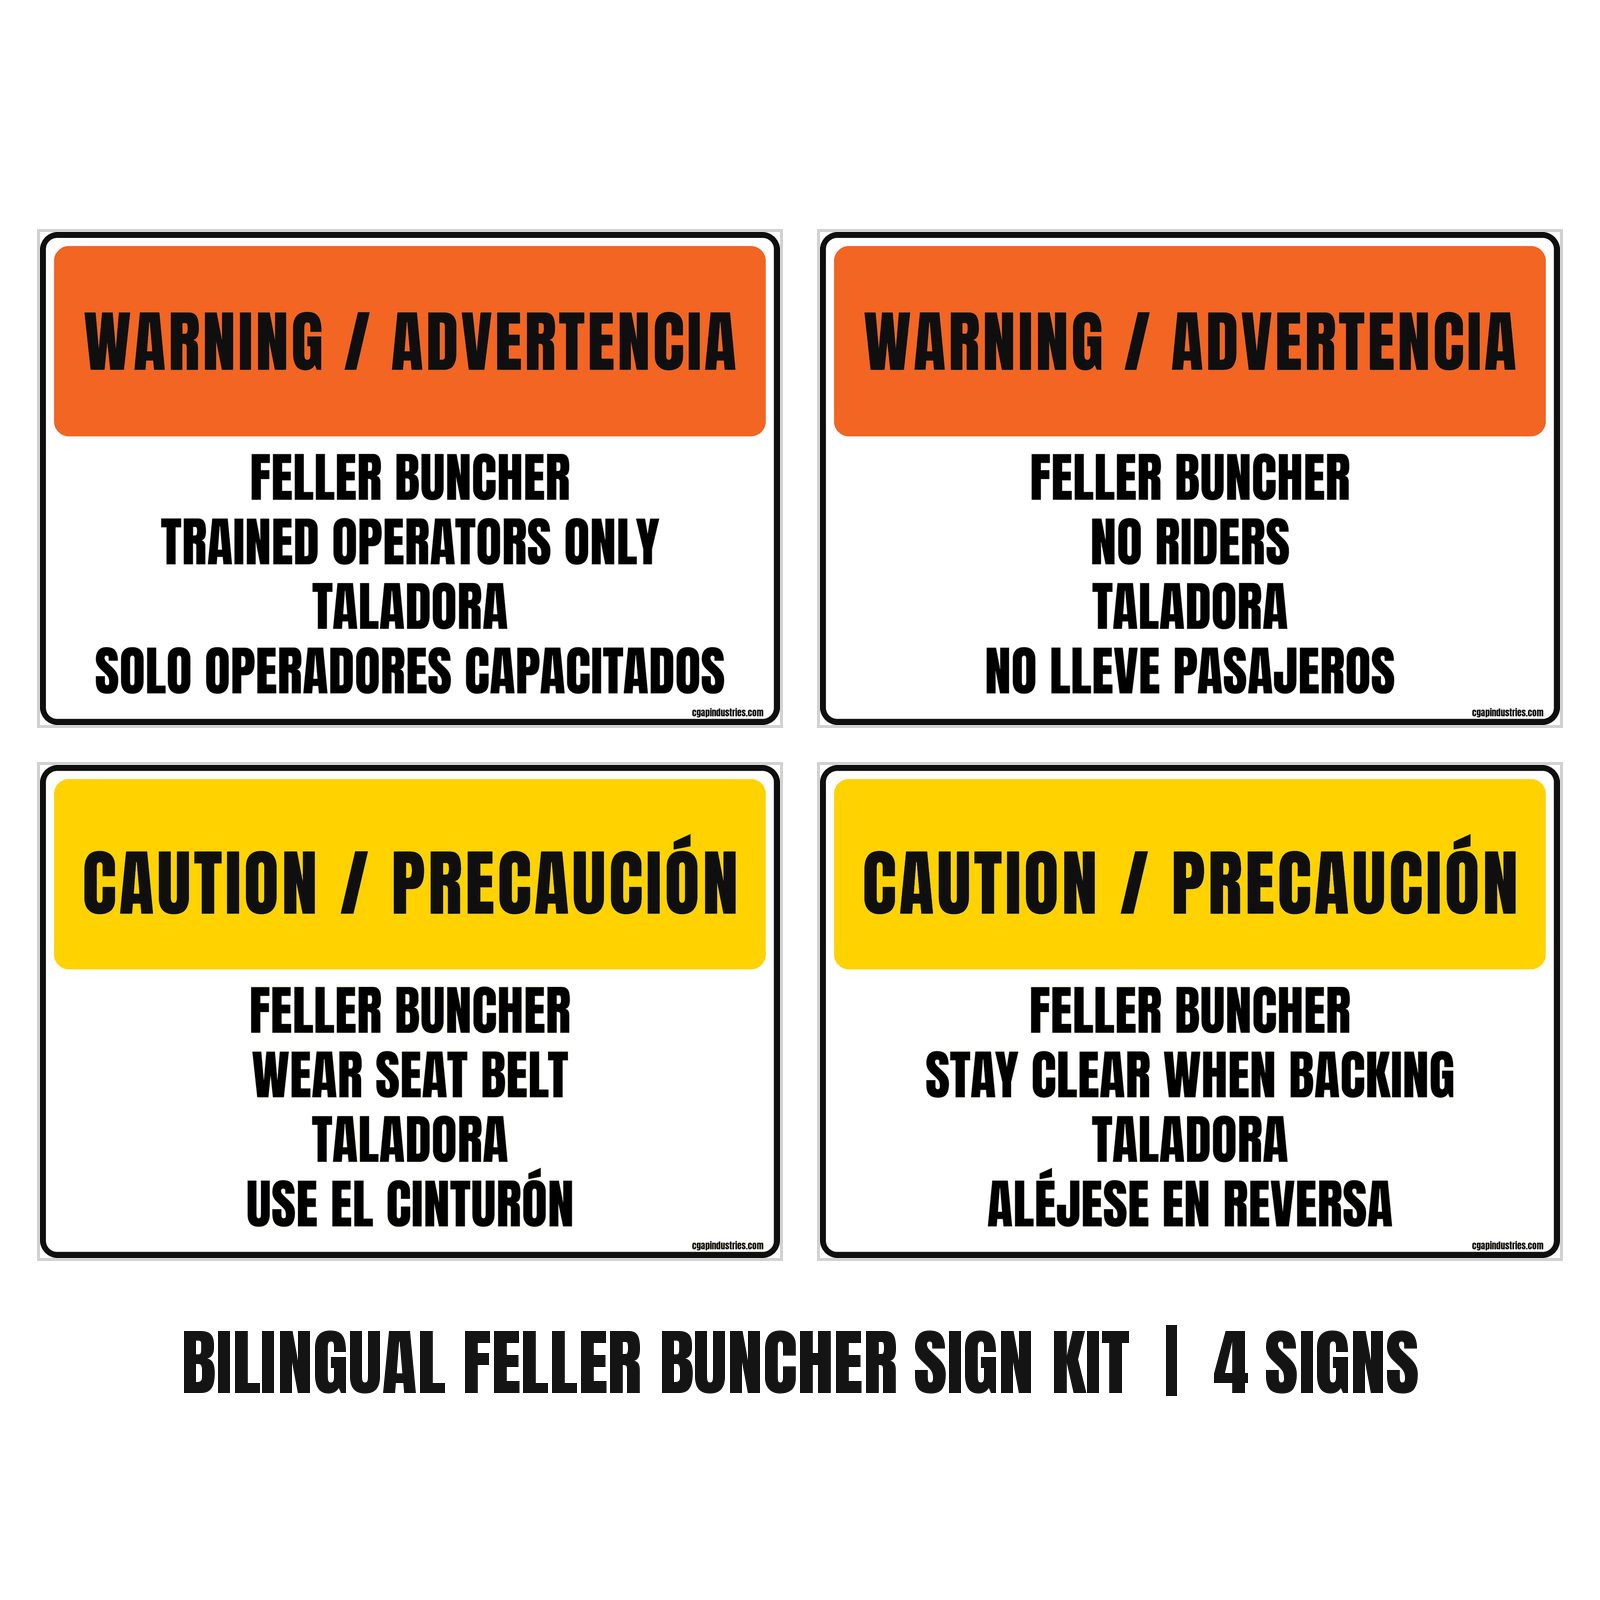 WARNING / ADVERTENCIA
FELLER BUNCHER
TRAINED OPERATORS ONLY
TALADORA
SOLO OPERADORES CAPACITADOS
cgapindustries.com
WARNING / ADVERTENCIA
FELLER BUNCHER
NO RIDERS
TALADORA
NO LLEVE PASAJEROS
cgapindustries.com
CAUTION / PRECAUCIÓN
FELLER BUNCHER
WEAR SEAT BELT
TALADORA
USE EL CINTURÓN
cgapindustries.com
CAUTION / PRECAUCIÓN
FELLER BUNCHER
STAY CLEAR WHEN BACKING
TALADORA
ALÉJESE EN REVERSA
cgapindustries.com
BILINGUAL FELLER BUNCHER SIGN KIT | 4 SIGNS